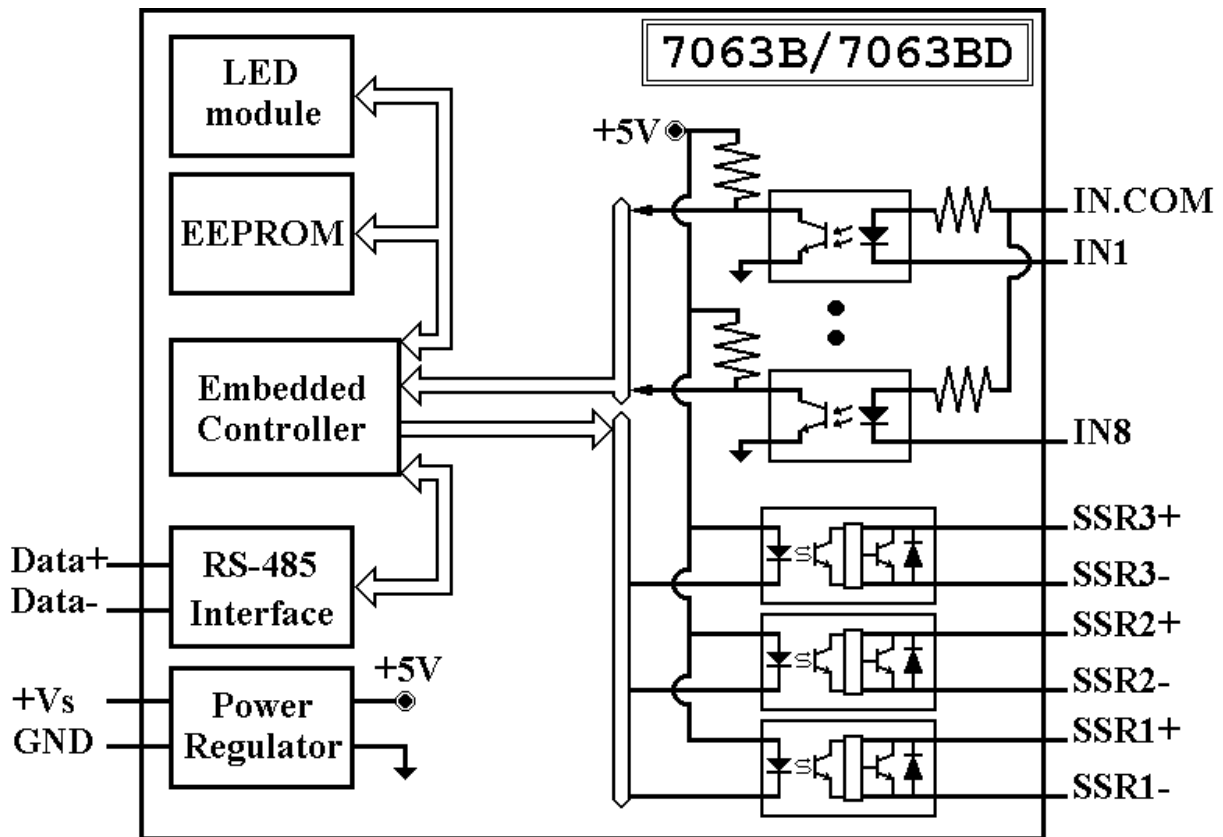 7063B/7063BD
LED
module
EEPROM
Embedded
Controller
RS-485
Interface
Power
Regulator
Data+
Data-
+Vs
GND
+5V
+5V
IN.COM
IN1
IN8
SSR3+
SSR3-
SSR2+
SSR2-
SSR1+
SSR1-